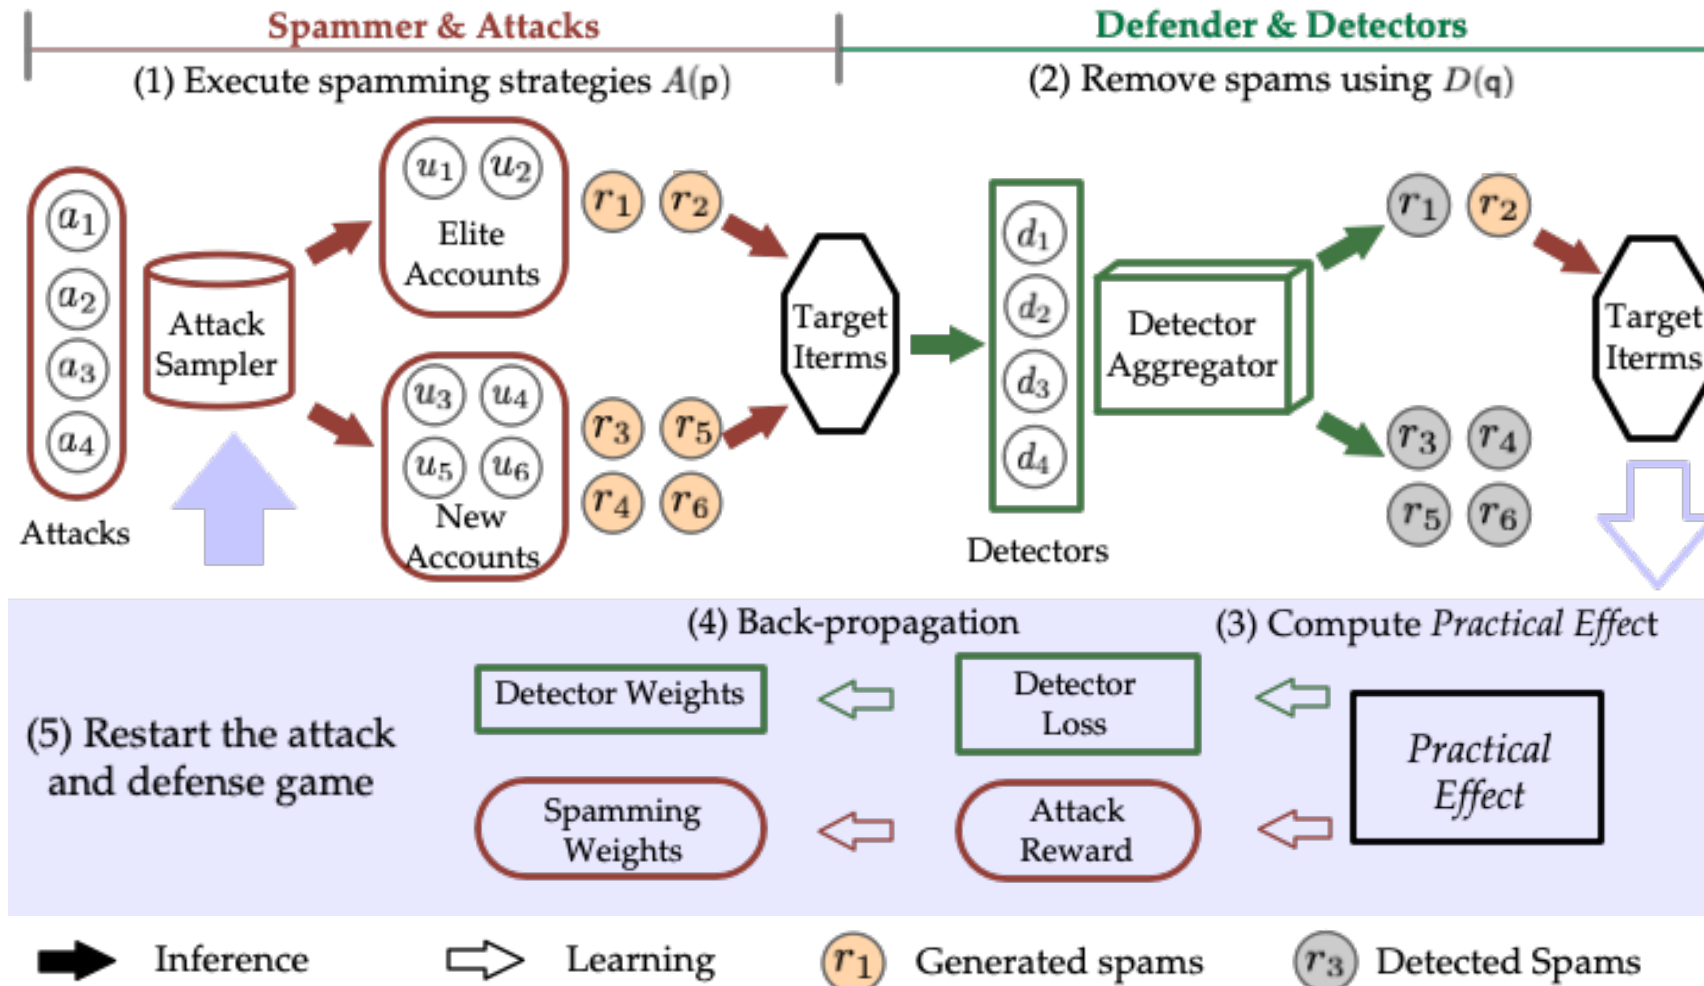 Spammer & Attacks
Defender & Detectors
(1) Execute spamming strategies A(p)
(2) Remove spams using D(q)
a1
a2
a3
a4
Attacks
Attack
Sampler
u1 u2
Elite
Accounts
u3 u4
u5 u6
New
Accounts
r1 r2
r3 r5
r4 r6
Target
Iterms
d1
d2
d3
d4
Detectors
Detector
Aggregator
r1 r2
r3 r4
r5 r6
Target
Iterms
(4) Back-propagation
(3) Compute Practical Effect
(5) Restart the attack
and defense game
Detector Weights
Detector
Loss
Practical
Effect
Spamming
Weights
Attack
Reward
Inference
Learning
r1 Generated spams
r3 Detected Spams